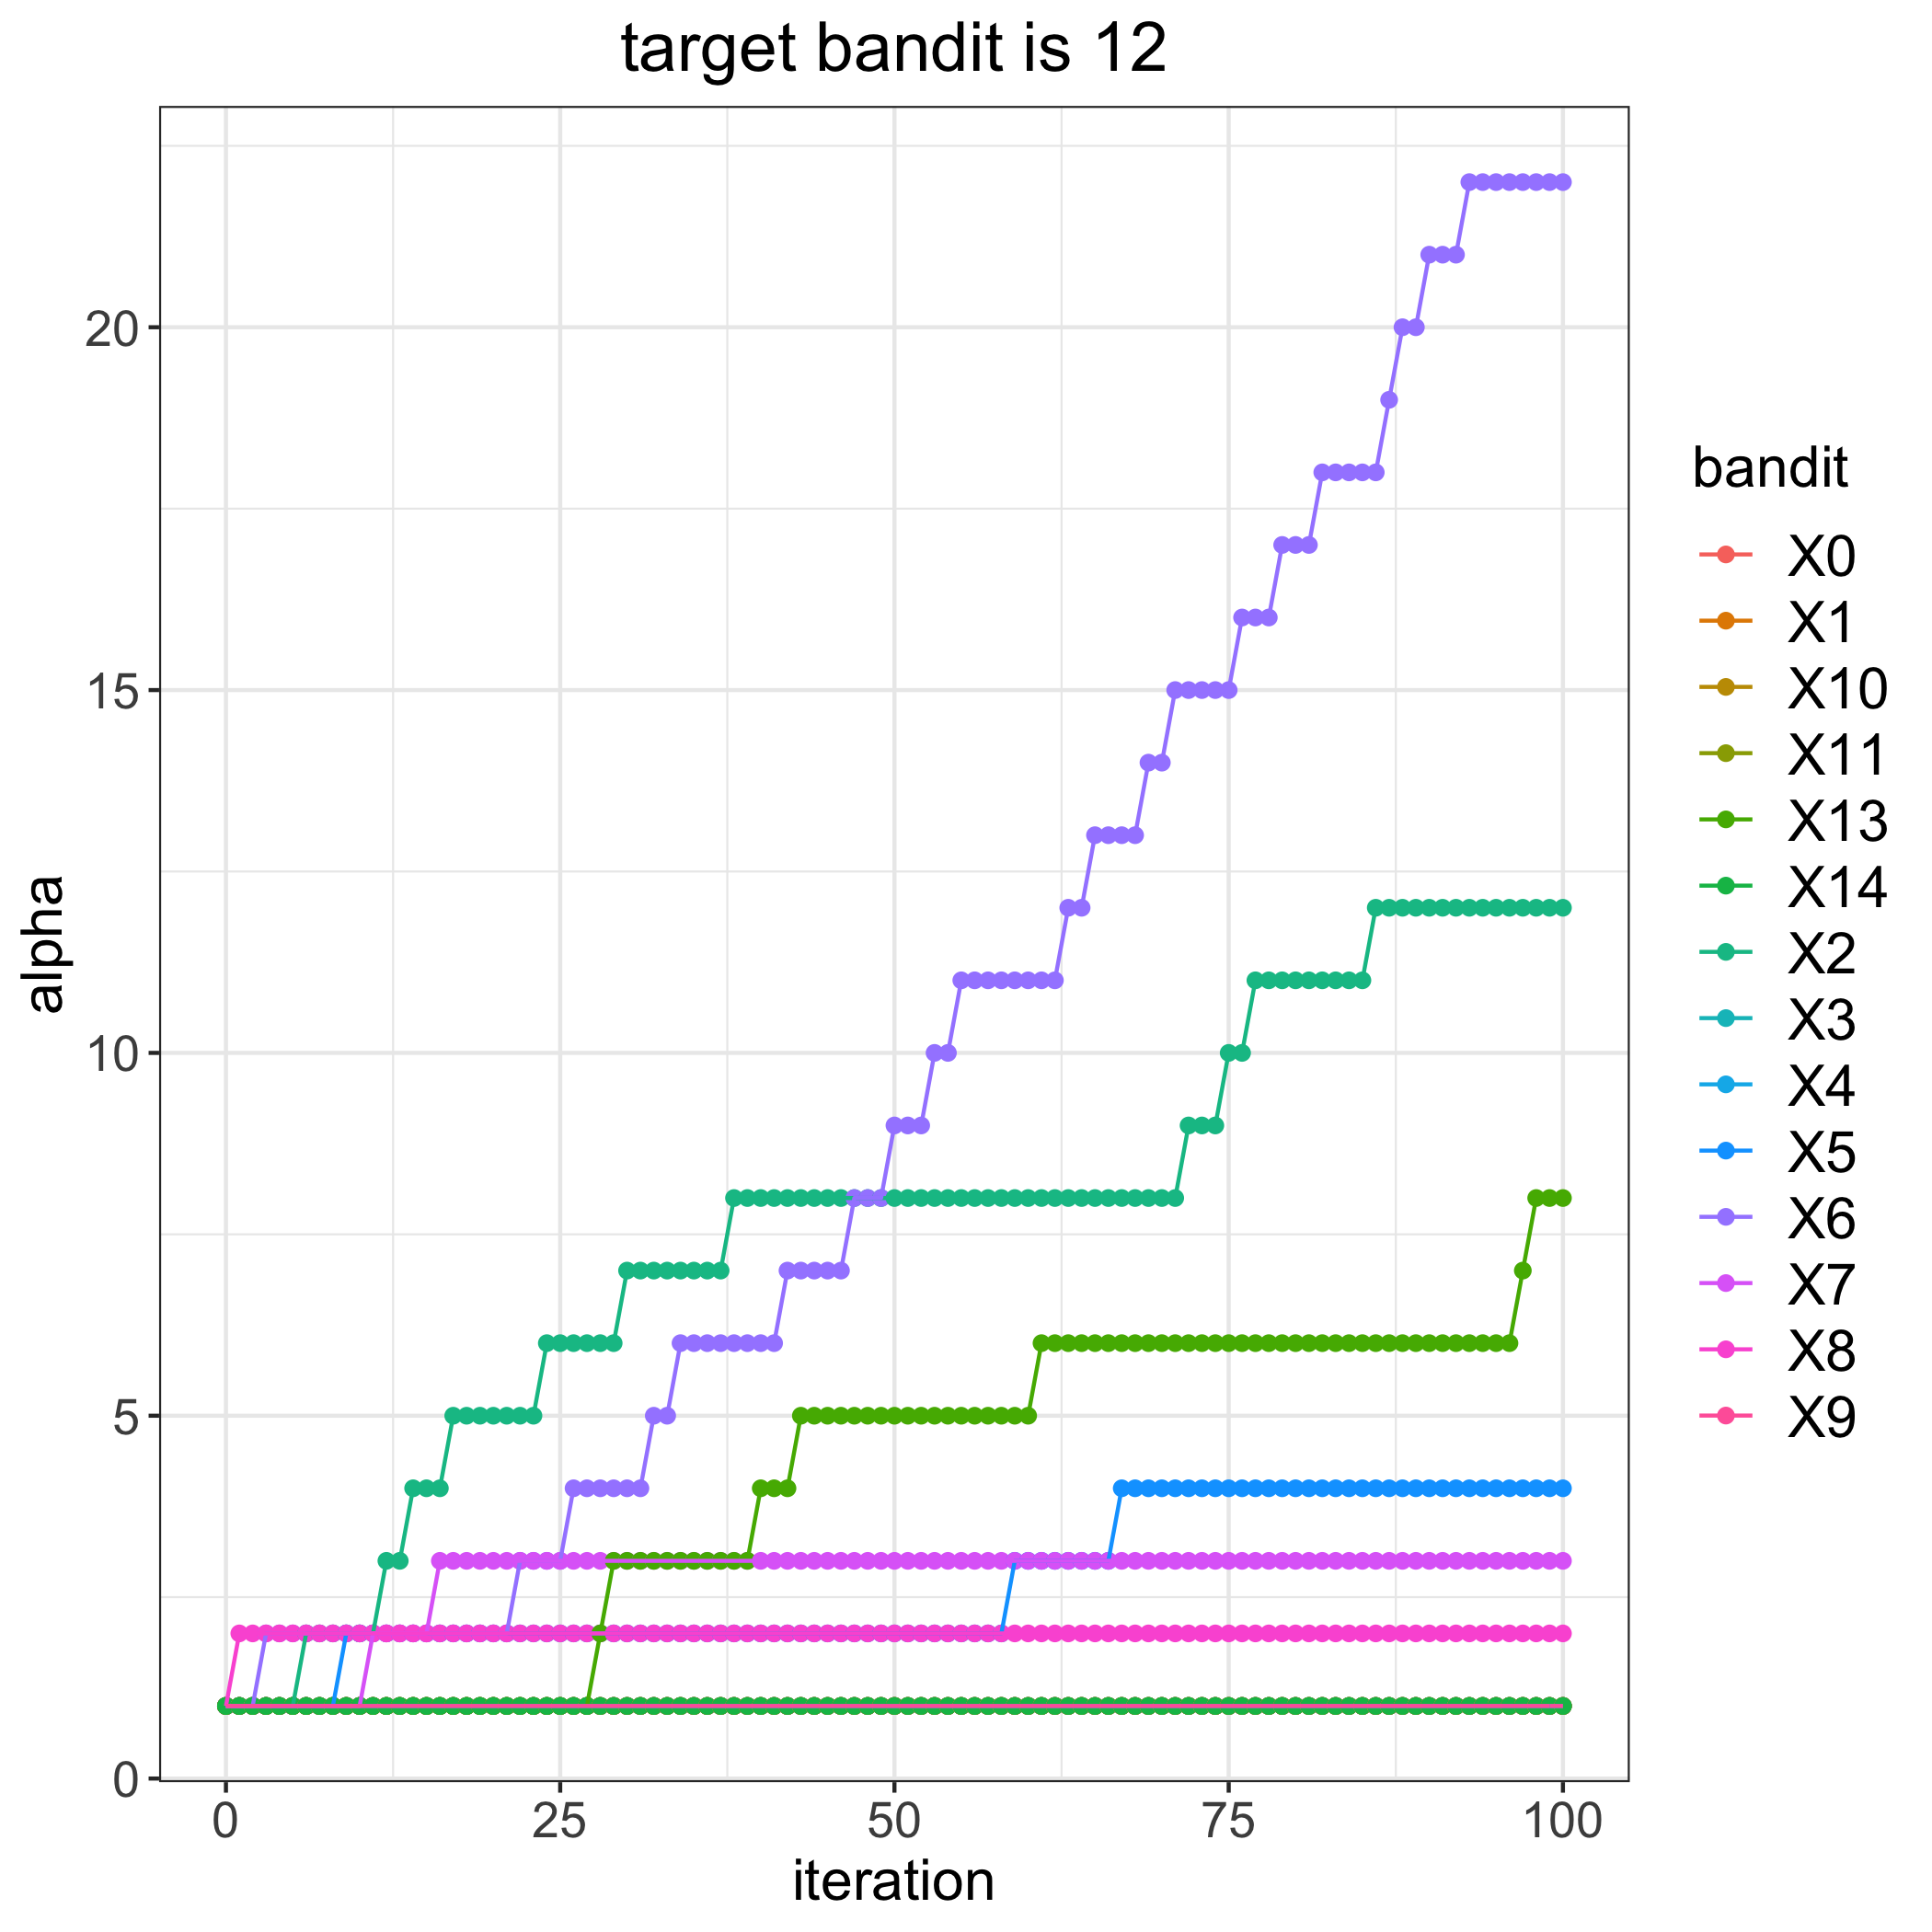 target bandit is 12
alpha
20
15
10
5
0
0 25 50 75 100
iteration
bandit
X0
X1
X10
X11
X13
X14
X2
X3
X4
X5
X6
X7
X8
X9